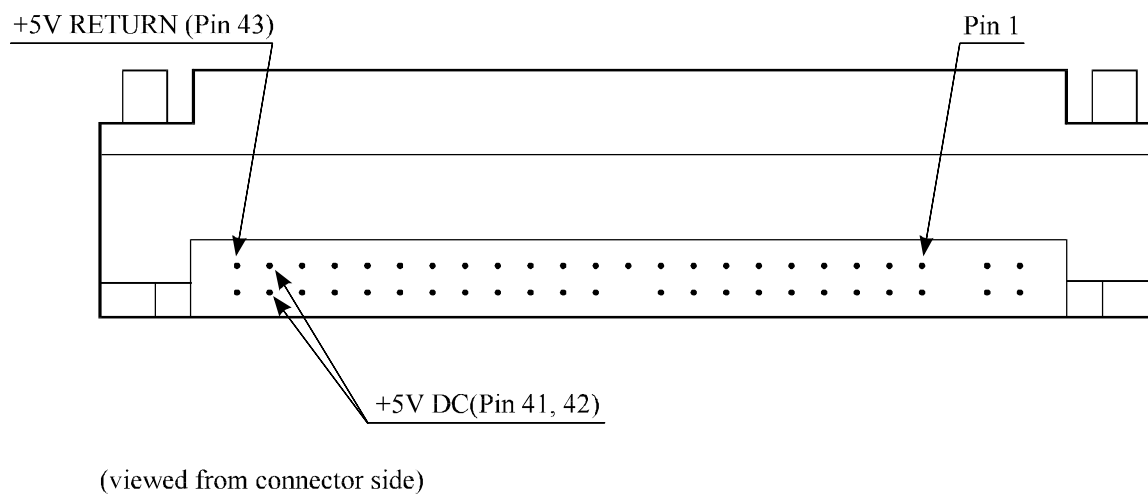 +5V RETURN (Pin 43)
Pin 1
+5V DC(Pin 41, 42)
(viewed from connector side)